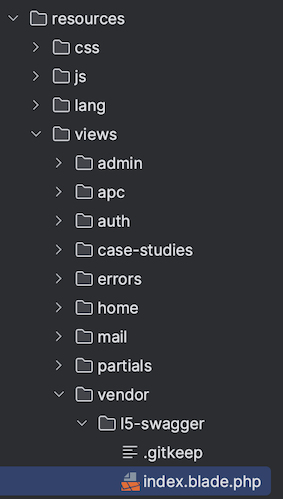 resources
css
js
lang
views
admin
apc
auth
case-studies
errors
home
mail
partials
vendor
l5-swagger
.gitkeep
index.blade.php